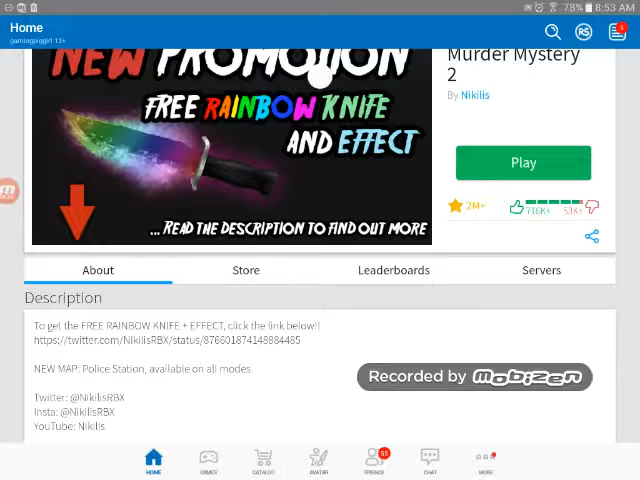 78% 8:53 AM
Home
gamingpiggirl 13+
5
NEW PROMOTION
FREE RAINBOW KNIFE
AND EFFECT
... READ THE DESCRIPTION TO FIND OUT MORE
Murder Mystery
2
By Nikilis
Play
2M+
716K+
53K+
About
Store
Leaderboards
Servers
Description
To get the FREE RAINBOW KNIFE + EFFECT, click the link below!!
https://twitter.com/NikilisRBX/status/876601874148884485
NEW MAP: Police Station, available on all modes.
Twitter: @NikilisRBX
Insta: @NikilisRBX
YouTube: Nikilis
Recorded by mobizen
HOME
GAMES
CATALOG
AVATAR
55
FRIENDS
CHAT
MORE